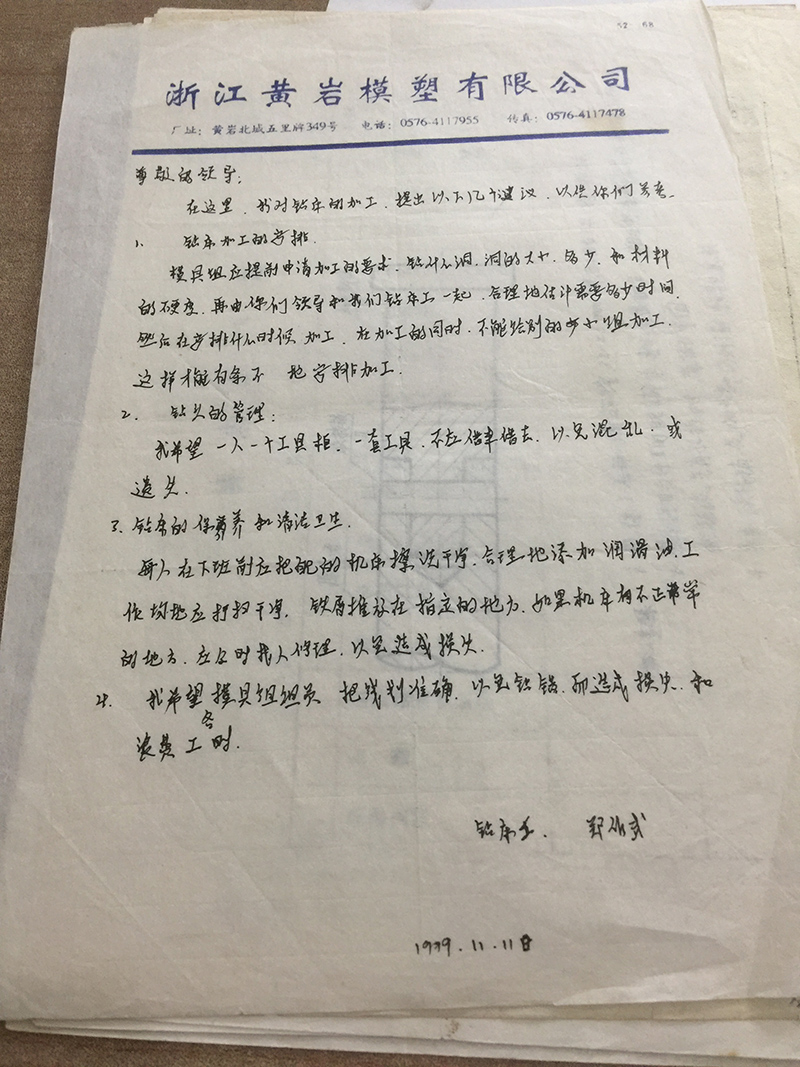 52 68
浙江黄岩模塑有限公司
厂址：黄岩北城五里牌349号 电话：0576-4117955 传真：0576-4117478
尊敬的领导：
在这里，我对钻床的加工，提出以下几个建议，以供你们参考。
1、 钻床加工的安排.
模具组应提前申请加工的要求，钻什么洞，洞的大小、多少，和材料
的硬度，再由你们领导和我们钻床工一起，合理地估计需要多少时间，
然后在安排什么时候加工，在加工的同时，不能给别的小组加工.
这样才能有条不 地安排加工.
2、 钻头的管理：
我希望一人一个工具柜，一套工具，不应借来借去，以免混乱，或
遗失.
3、钻床的保养和清洁卫生.
每人在下班前应把配的机床擦洗干净，合理地添加润滑油，工
作场地应打扫干净，铁屑堆放在指定的地方，如果机车有不正常
的地方，应及时找人修理，以免造成损失.
4、 我希望模具组组员，把线划准确，以免钻错，而造成损失，和
各
浪费工时.
钻床工、 郑
1999.11.11日